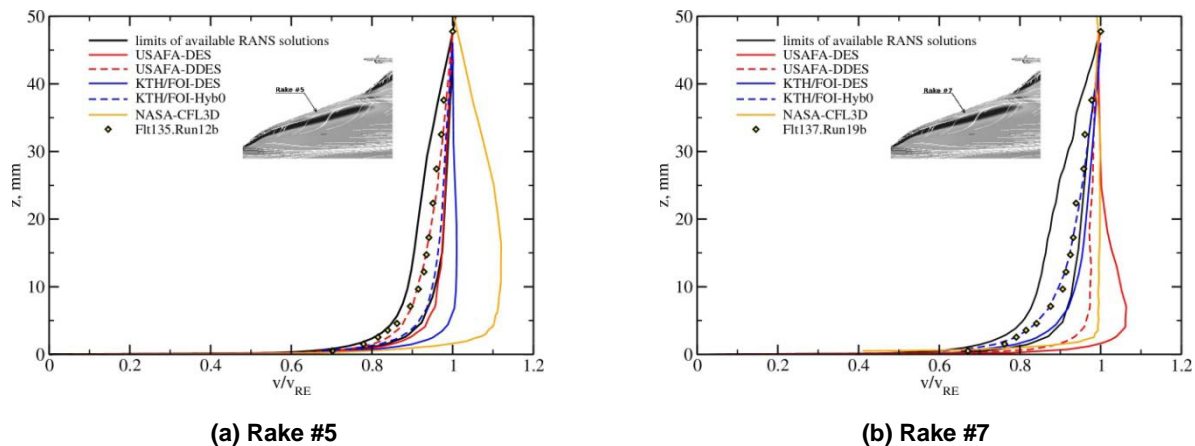 50
40
30
20
10
0
z, mm
limits of available RANS solutions
USAFA-DES
USAFA-DDES
KTH/FOI-DES
KTH/FOI-Hyb0
NASA-CFL3D
Flt135.Run12b
Rake #5
0
0.2
0.4
0.6
0.8
1
1.2
v/vRE
(a) Rake #5
50
40
30
20
10
0
z, mm
limits of available RANS solutions
USAFA-DES
USAFA-DDES
KTH/FOI-DES
KTH/FOI-Hyb0
NASA-CFL3D
Flt137.Run19b
Rake #7
0
0.2
0.4
0.6
0.8
1
1.2
v/vRE
(b) Rake #7